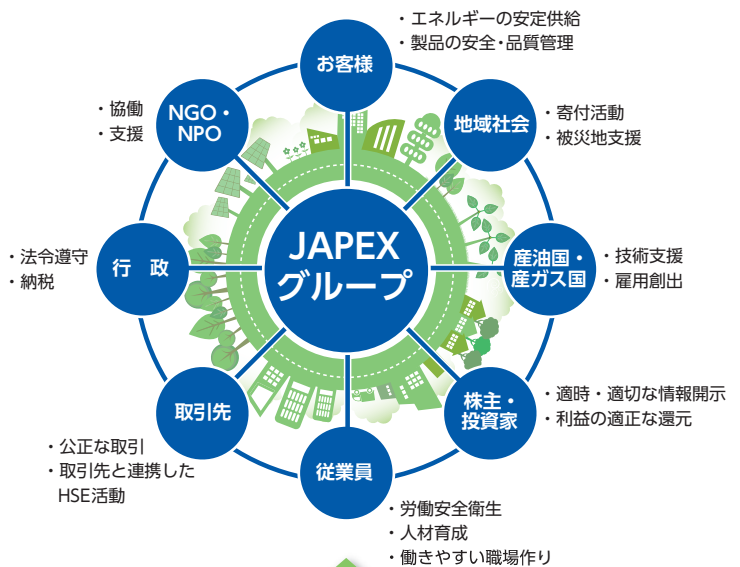 お客様
・エネルギーの安定供給
・製品の安全・品質管理
地域社会
・寄付活動
・被災地支援
産油国・
産ガス国
・技術支援
・雇用創出
株主・
投資家
・適時・適切な情報開示
・利益の適正な還元
従業員
・労働安全衛生
・人材育成
・働きやすい職場作り
取引先
・公正な取引
・取引先と連携した
HSE活動
行　政
・法令遵守
・納税
NGO・
NPO
・協働
・支援
JAPEX
グループ